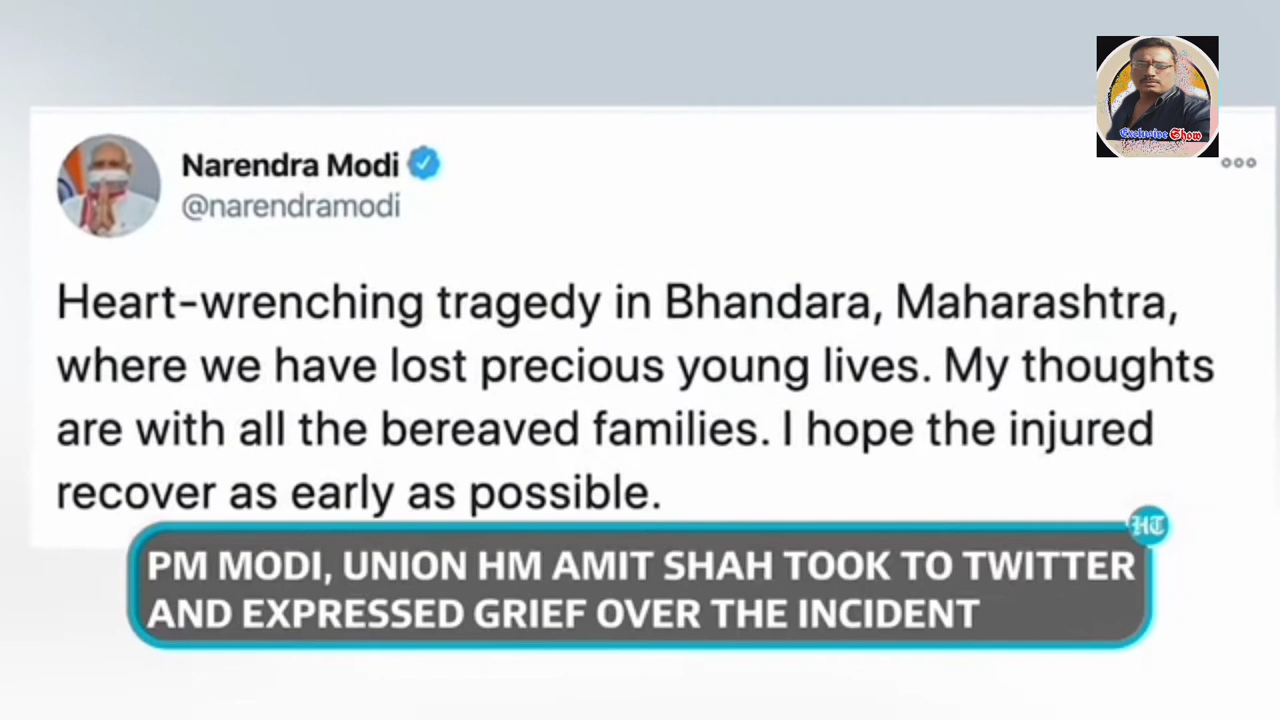 Exclusive Show
Narendra Modi
@narendramodi
Heart-wrenching tragedy in Bhandara, Maharashtra,
where we have lost precious young lives. My thoughts
are with all the bereaved families. I hope the injured
recover as early as possible.
HT
PM MODI, UNION HM AMIT SHAH TOOK TO TWITTER
AND EXPRESSED GRIEF OVER THE INCIDENT